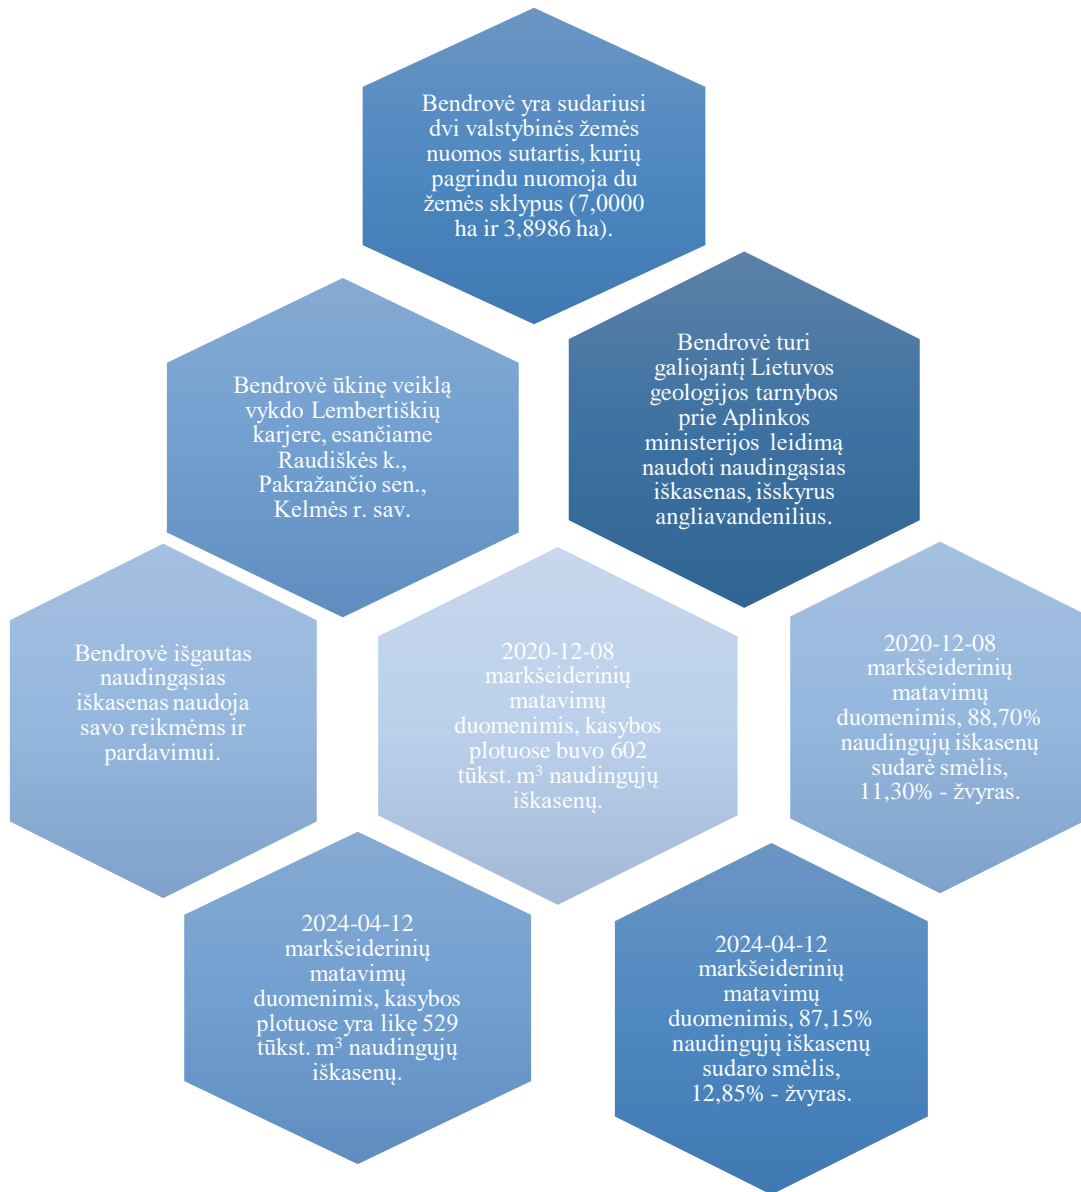 Bendrovė yra sudariusi
dvi valstybinės žemės
nuomos sutartis, kurių
pagrindu nuomoja du
žemės sklypus (7,0000
ha ir 3,8986 ha).
Bendrovė ūkinę veiklą
vykdo Lembertiškių
karjere, esančiame
Raudiškės k.,
Pakražančio sen.,
Kelmės r. sav.
Bendrovė turi
galiojantį Lietuvos
geologijos tarnybos
prie Aplinkos
ministerijos leidimą
naudoti naudingąsias
iškasenas, išskyrus
angliavandenilius.
Bendrovė išgautas
naudingąsias
iškasenas naudoja
savo reikmėms ir
pardavimui.
2020-12-08
markšeiderinių
matavimų
duomenimis, kasybos
plotuose buvo 602
tūkst. m³ naudingųjų
iškasenų.
2020-12-08
markšeiderinių
matavimų
duomenimis, 88,70%
naudingųjų iškasenų
sudarė smėlis,
11,30% - žvyras.
2024-04-12
markšeiderinių
matavimų
duomenimis, kasybos
plotuose yra likę 529
tūkst. m³ naudingųjų
iškasenų.
2024-04-12
markšeiderinių
matavimų
duomenimis, 87,15%
naudingųjų iškasenų
sudaro smėlis,
12,85% - žvyras.